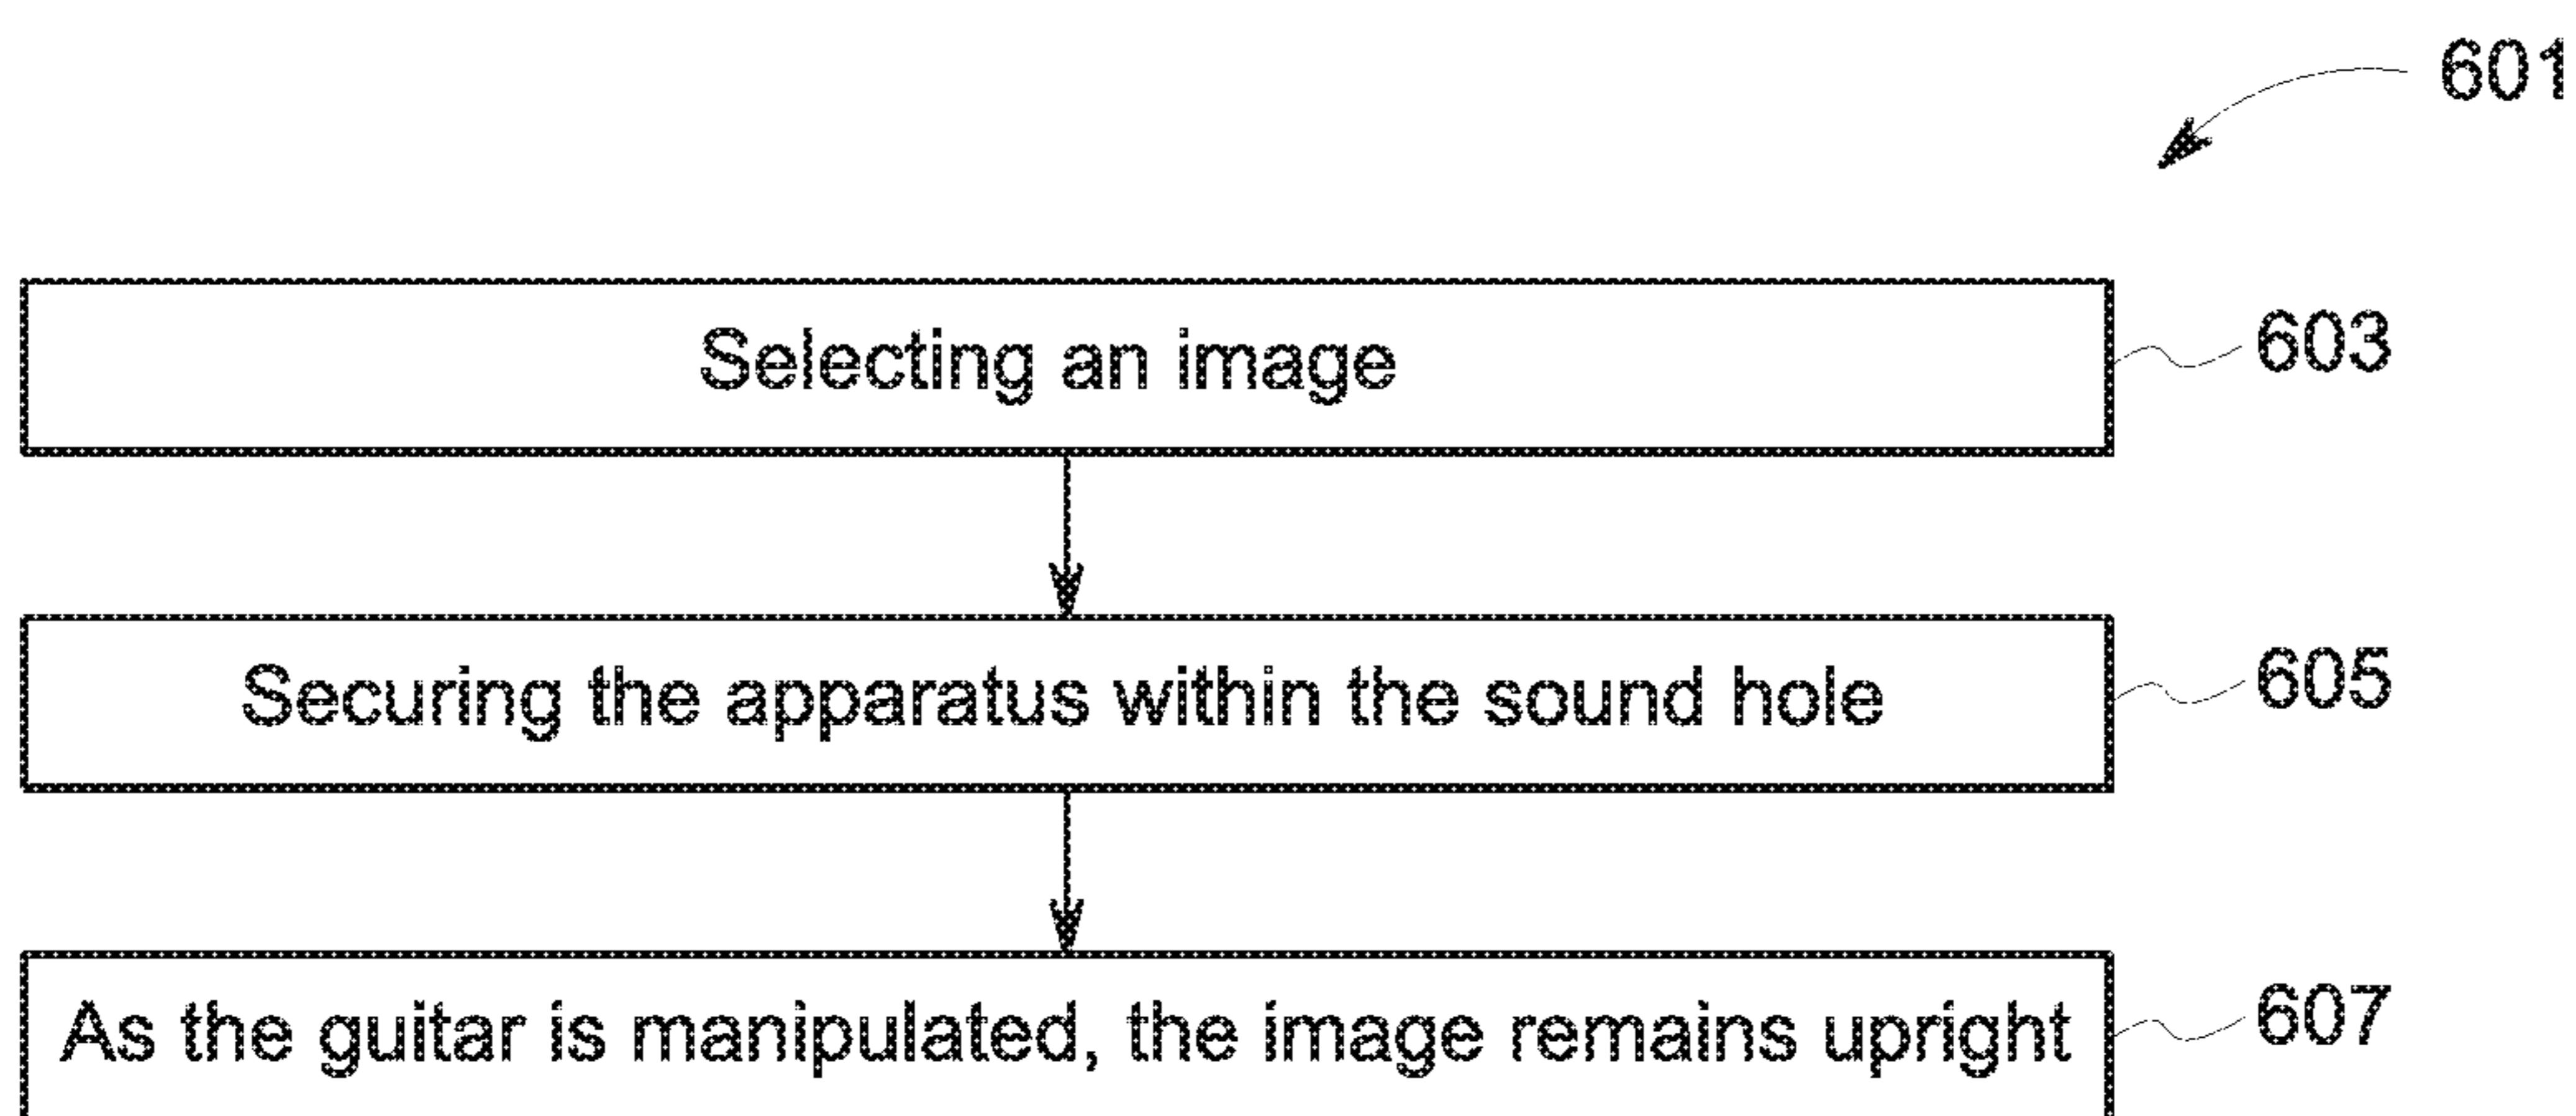 601
Selecting an image
603
Securing the apparatus within the sound hole
605
As the guitar is manipulated, the image remains upright
607